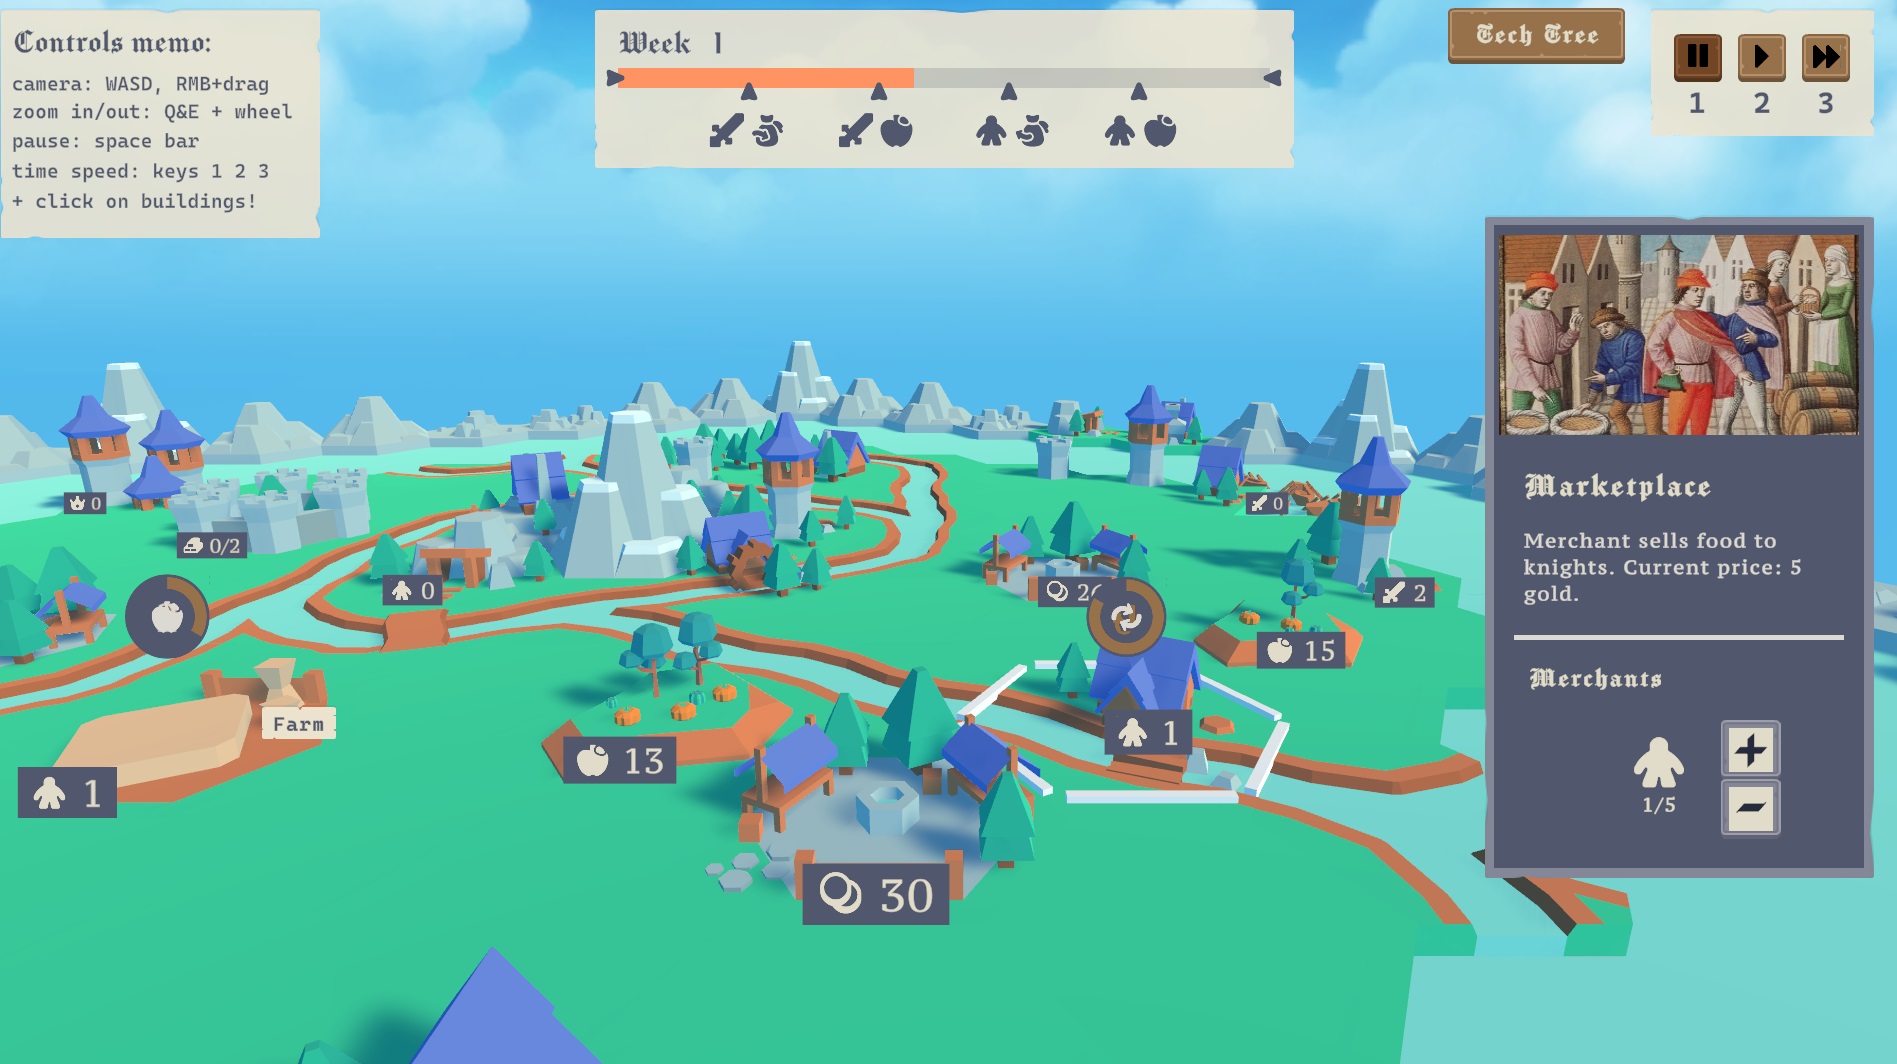 Controls memo:
camera: WASD, RMB+drag
zoom in/out: Q&E + wheel
pause: space bar
time speed: keys 1 2 3
+ click on buildings!
Week 1
Tech Tree
1 2 3
0
0/2
0
0
2
15
1
Farm
1
13
30
Marketplace
Merchant sells food to
knights. Current price: 5
gold.
Merchants
1/5